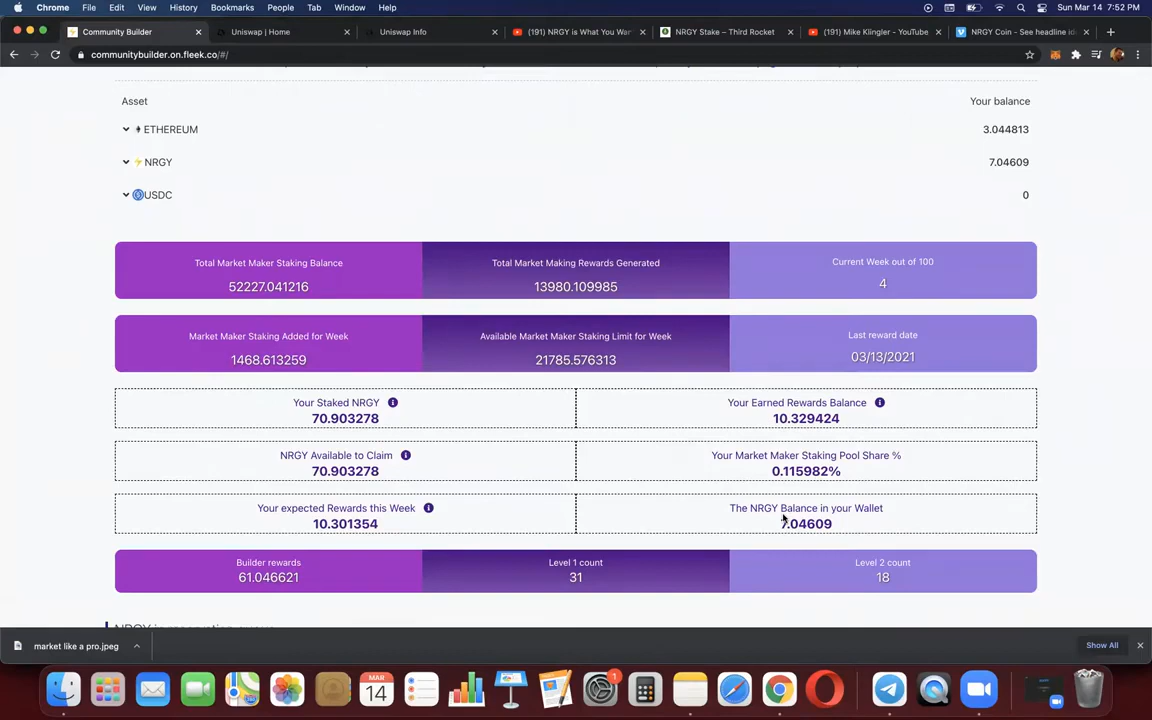 Chrome File Edit View History Bookmarks People Tab Window Help Sun Mar 14 7:52 PM
Community Builder Uniswap | Home Uniswap Info (191) NRGY is What You Wan NRGY Stake – Third Rocket (191) Mike Klingler - YouTube NRGY Coin - See headline id
communitybuilder.on.fleek.co/#/
Asset Your balance
ETHEREUM 3.044813
NRGY 7.04609
USDC 0
Total Market Maker Staking Balance Total Market Making Rewards Generated Current Week out of 100
52227.041216 13980.109985 4
Market Maker Staking Added for Week Available Market Maker Staking Limit for Week Last reward date
1468.613259 21785.576313 03/13/2021
Your Staked NRGY Your Earned Rewards Balance
70.903278 10.329424
NRGY Available to Claim Your Market Maker Staking Pool Share %
70.903278 0.115982%
Your expected Rewards this Week The NRGY Balance in your Wallet
10.301354 7.04609
Builder rewards Level 1 count Level 2 count
61.046621 31 18
market like a pro.jpeg Show All
MAR 1
14